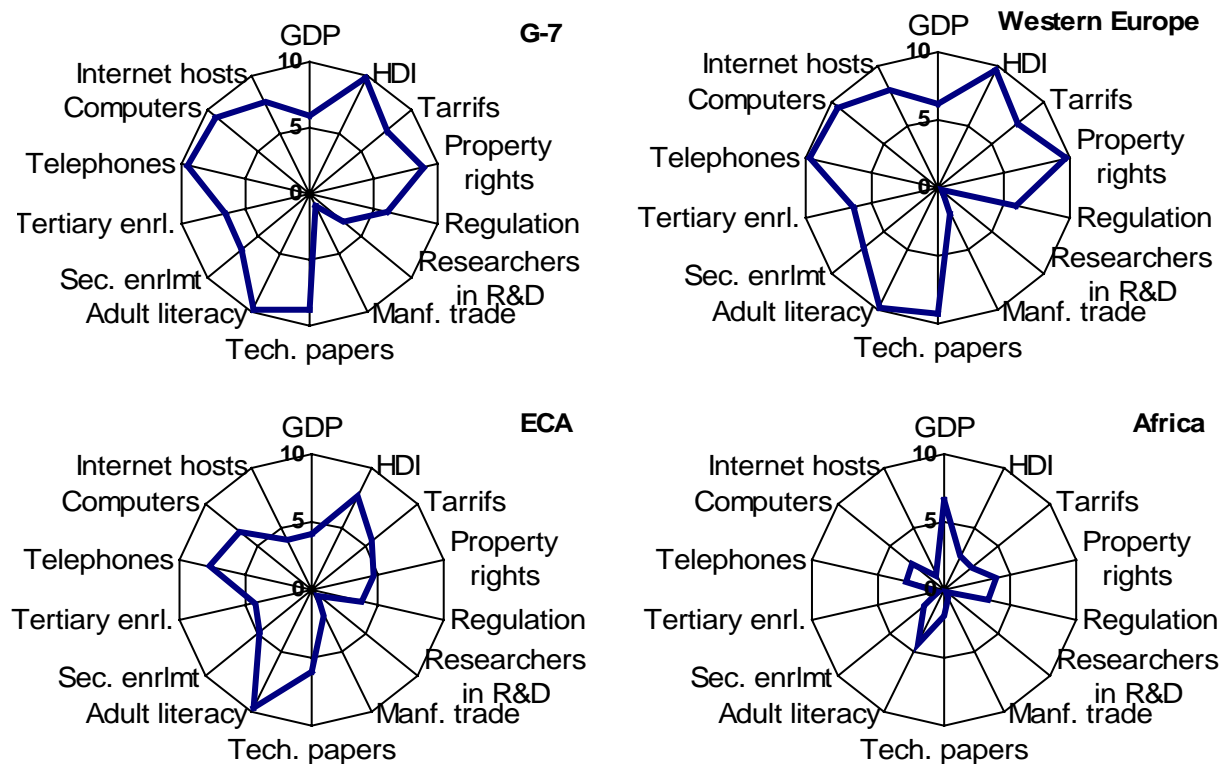 G-7
GDP
10
HDI
Tarrifs
Property
rights
Regulation
Researchers
in R&D
Manf. trade
Tech. papers
Adult literacy
Sec. enrlmt
Tertiary enrl.
Telephones
Computers
Internet hosts
5
0
Western Europe
GDP
10
HDI
Tarrifs
Property
rights
Regulation
Researchers
in R&D
Manf. trade
Tech. papers
Adult literacy
Sec. enrlmt
Tertiary enrl.
Telephones
Computers
Internet hosts
5
0
ECA
GDP
10
HDI
Tarrifs
Property
rights
Regulation
Researchers
in R&D
Manf. trade
Tech. papers
Adult literacy
Sec. enrlmt
Tertiary enrl.
Telephones
Computers
Internet hosts
5
0
Africa
GDP
10
HDI
Tarrifs
Property
rights
Regulation
Researchers
in R&D
Manf. trade
Tech. papers
Adult literacy
Sec. enrlmt
Tertiary enrl.
Telephones
Computers
Internet hosts
5
0